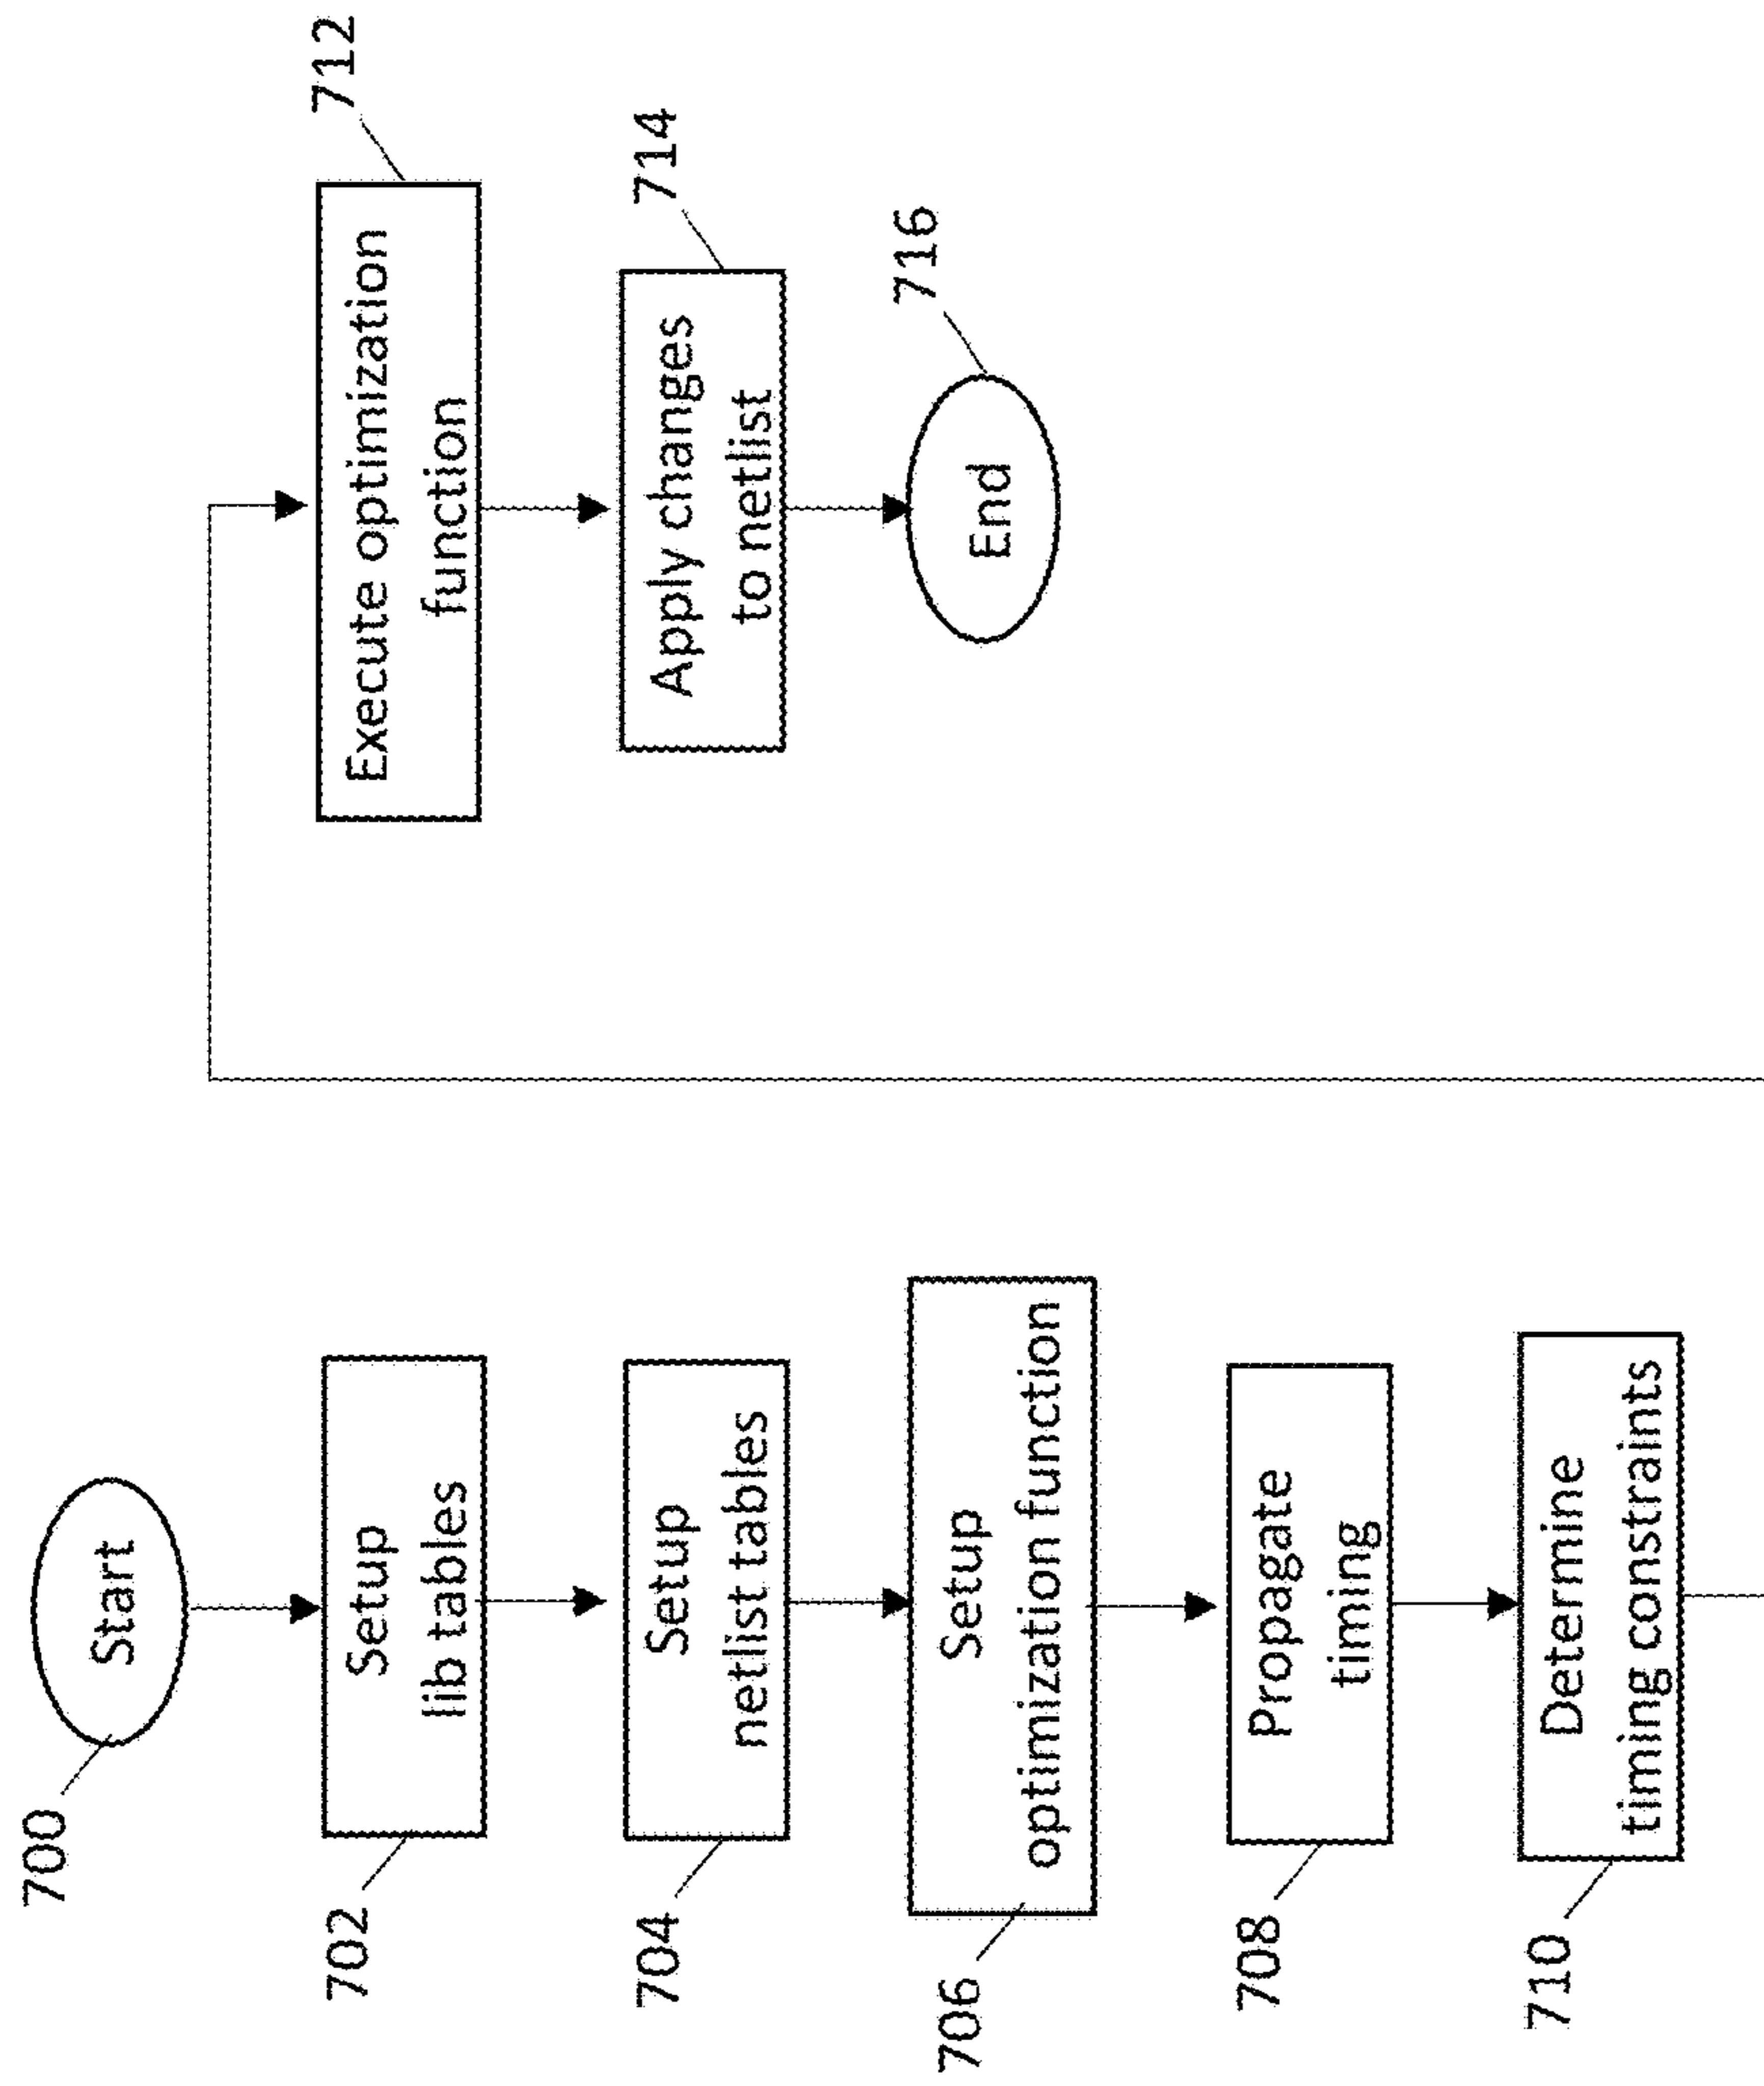 700
Start
702
Setup
lib tables
704
Setup
netlist tables
706
Setup
optimization function
708
Propagate
timing
710
Determine
timing constraints
712
Execute optimization
function
714
Apply changes
to netlist
716
End